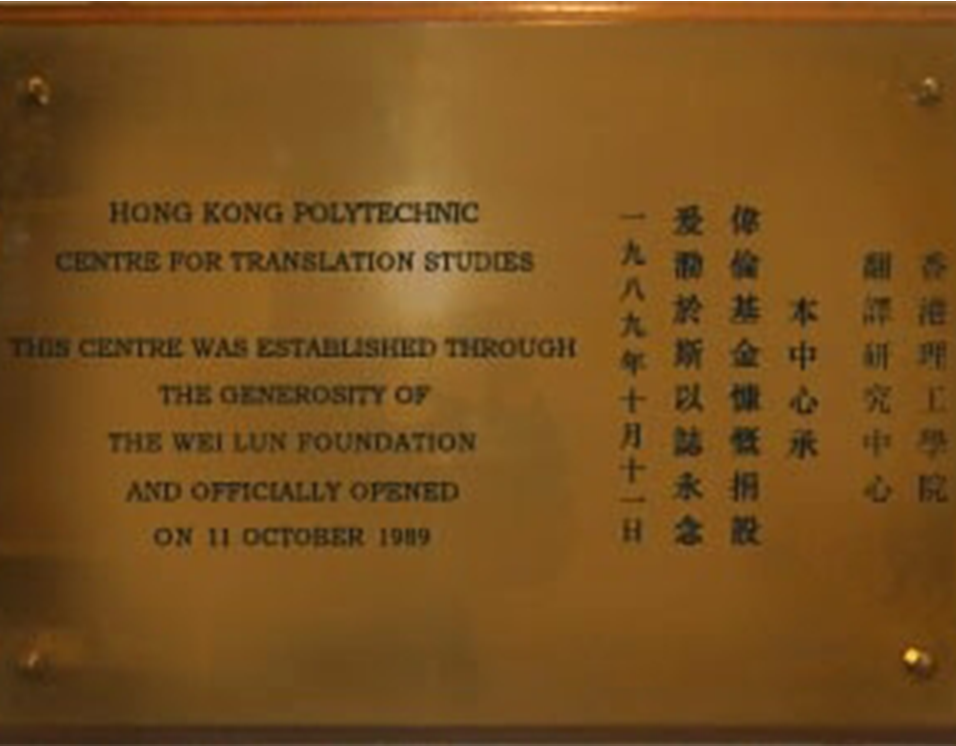 HONG KONG POLYTECHNIC
CENTRE FOR TRANSLATION STUDIES
THIS CENTRE WAS ESTABLISHED THROUGH
THE GENEROSITY OF
THE WEI LUN FOUNDATION
AND OFFICIALLY OPENED
ON 11 OCTOBER 1989
香港理工學院
翻譯研究中心
本中心承
偉倫基金慷慨捐設
爰泐於斯以誌永念
一九八九年十月十一日